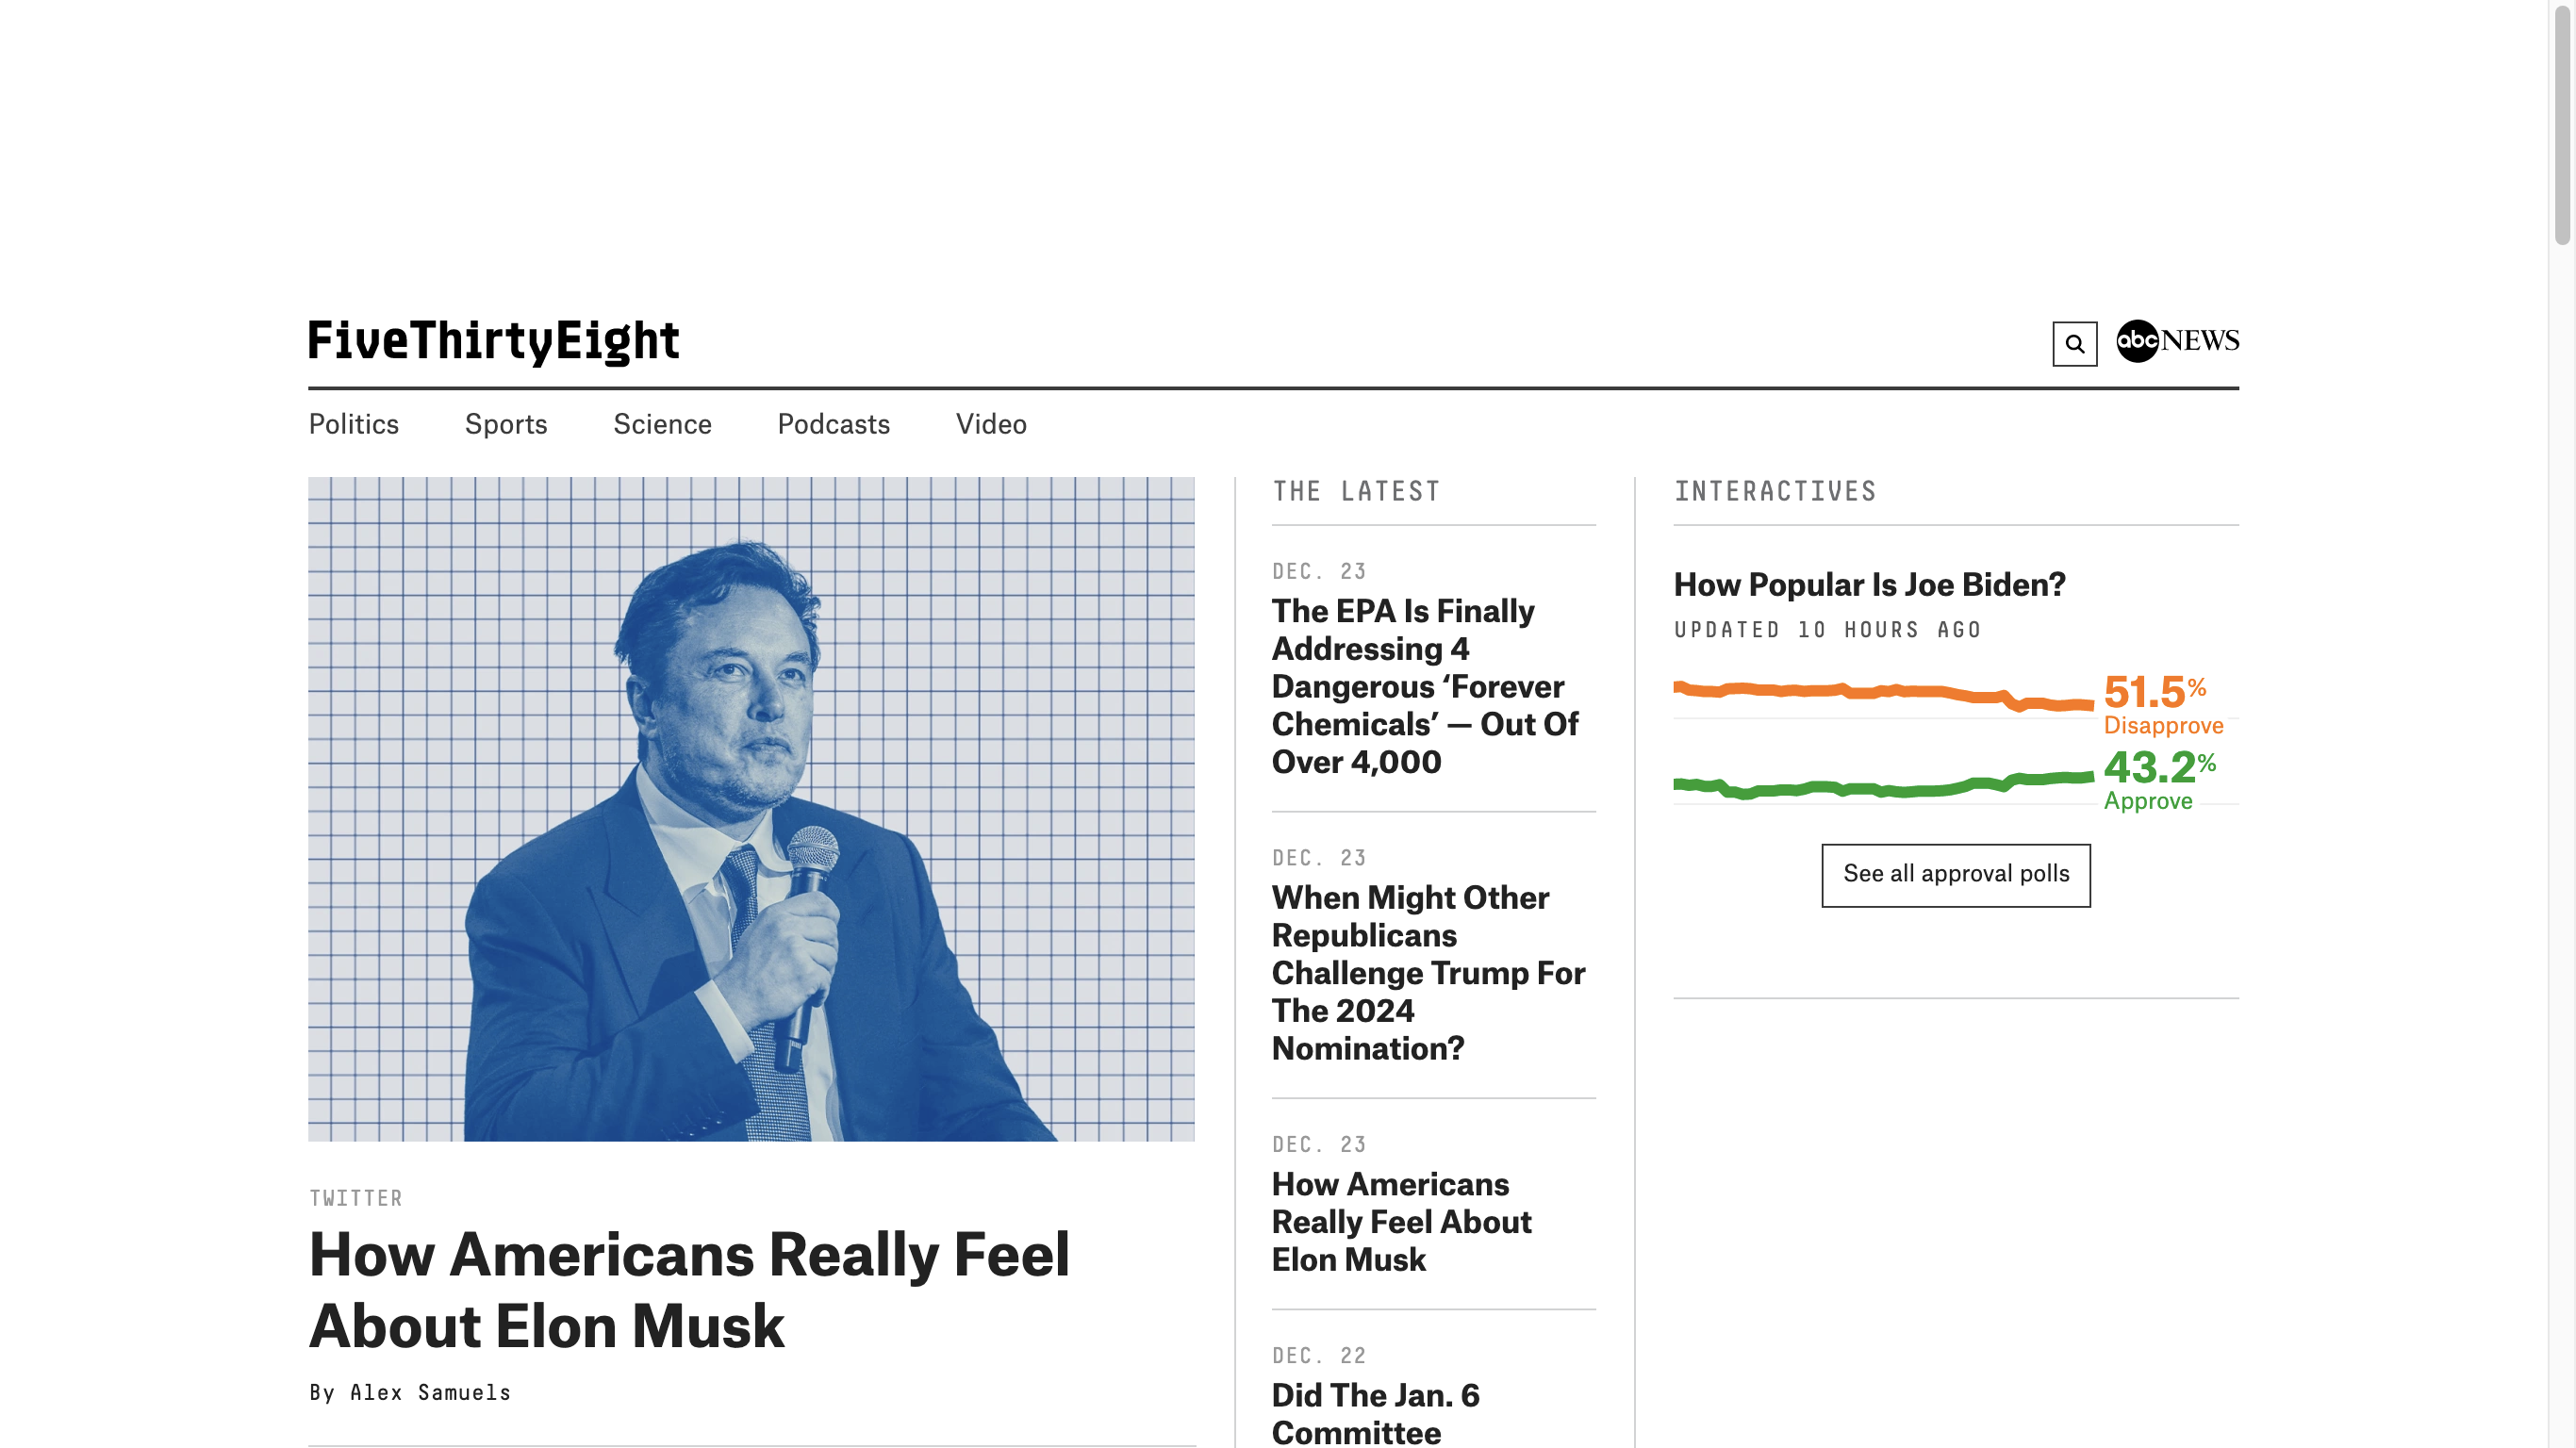 FiveThirtyEight
abc NEWS
Politics
Sports
Science
Podcasts
Video
TWITTER
How Americans Really Feel
About Elon Musk
By Alex Samuels
THE LATEST
DEC. 23
The EPA Is Finally
Addressing 4
Dangerous ‘Forever
Chemicals’ — Out Of
Over 4,000
DEC. 23
When Might Other
Republicans
Challenge Trump For
The 2024
Nomination?
DEC. 23
How Americans
Really Feel About
Elon Musk
DEC. 22
Did The Jan. 6
Committee
INTERACTIVES
How Popular Is Joe Biden?
UPDATED 10 HOURS AGO
51.5%
Disapprove
43.2%
Approve
See all approval polls